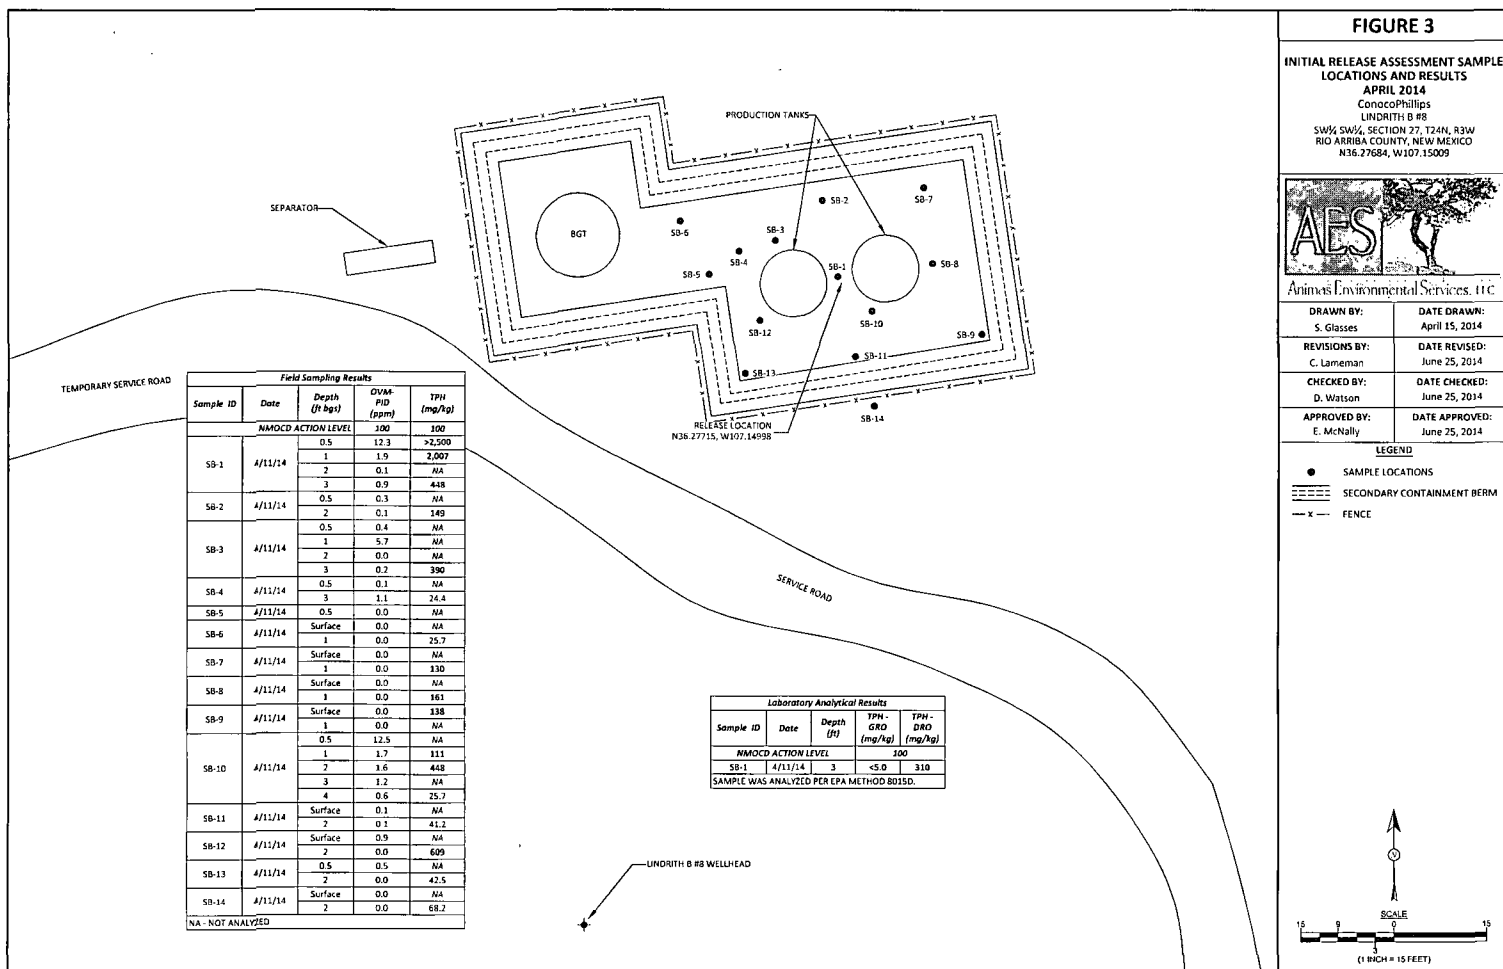 FIGURE 3
INITIAL RELEASE ASSESSMENT SAMPLE
LOCATIONS AND RESULTS
APRIL 2014
ConocoPhillips
LINDRITH B #8
SW¼ SW¼, SECTION 27, T24N, R3W
RIO ARRIBA COUNTY, NEW MEXICO
N36.27684, W107.15009
AES
Animas Environmental Services, LLC
DRAWN BY: DATE DRAWN:
S. Glasses April 15, 2014
REVISIONS BY: DATE REVISED:
C. Lameman June 25, 2014
CHECKED BY: DATE CHECKED:
D. Watson June 25, 2014
APPROVED BY: DATE APPROVED:
E. McNally June 25, 2014
LEGEND
SAMPLE LOCATIONS
SECONDARY CONTAINMENT BERM
x FENCE
SCALE
15 9 0 15
3
(1 INCH = 15 FEET)
PRODUCTION TANKS
SEPARATOR
BGT
SB-2
SB-7
SB-6
SB-3
SB-4
SB-8
SB-5
SB-1
SB-10
SB-12
SB-9
SB-11
SB-13
SB-14
RELEASE LOCATION
N36.27715, W107.14998
TEMPORARY SERVICE ROAD
SERVICE ROAD
LINDRITH B #8 WELLHEAD
Field Sampling Results
Sample ID Date Depth (ft bgs) OVM-PID (ppm) TPH (mg/kg)
NMOCD ACTION LEVEL 100 100
SB-1 4/11/14 0.5 12.3 >2,500
1 1.9 2,007
2 0.1 NA
3 0.9 448
SB-2 4/11/14 0.5 0.3 NA
2 0.1 149
SB-3 4/11/14 0.5 0.4 NA
1 5.7 NA
2 0.0 NA
3 0.2 390
SB-4 4/11/14 0.5 0.1 NA
3 1.1 24.4
SB-5 4/11/14 0.5 0.0 NA
SB-6 4/11/14 Surface 0.0 NA
1 0.0 25.7
SB-7 4/11/14 Surface 0.0 NA
1 0.0 130
SB-8 4/11/14 Surface 0.0 NA
1 0.0 161
SB-9 4/11/14 Surface 0.0 138
1 0.0 NA
SB-10 4/11/14 0.5 12.5 NA
1 1.7 111
2 1.6 448
3 1.2 NA
4 0.6 25.7
SB-11 4/11/14 Surface 0.1 NA
2 0.1 41.2
SB-12 4/11/14 Surface 0.9 NA
2 0.0 609
SB-13 4/11/14 0.5 0.5 NA
2 0.0 42.5
SB-14 4/11/14 Surface 0.0 NA
2 0.0 68.2
NA - NOT ANALYZED
Laboratory Analytical Results
Sample ID Date Depth (ft) TPH - GRO (mg/kg) TPH - DRO (mg/kg)
NMOCD ACTION LEVEL 100
SB-1 4/11/14 3 <5.0 310
SAMPLE WAS ANALYZED PER EPA METHOD 8015D.